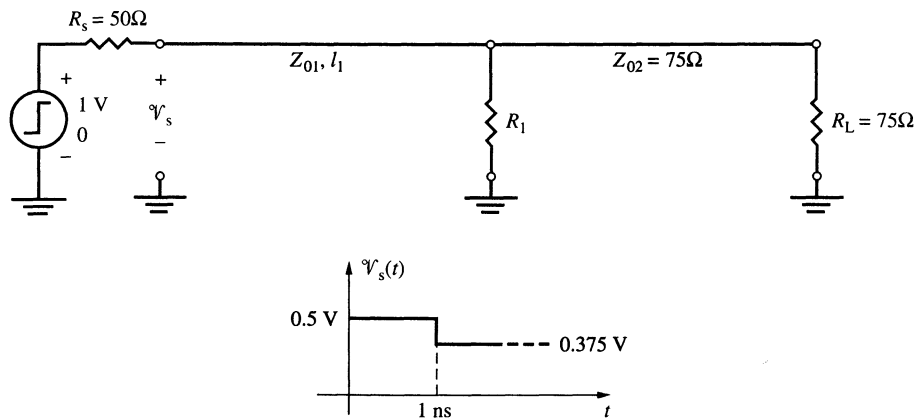 R_s = 50Ω
Z_01, l_1
Z_02 = 75Ω
+
1 V
0
−
+
𝒱_s
−
R_1
R_L = 75Ω
𝒱_s(t)
0.5 V
0.375 V
1 ns
t